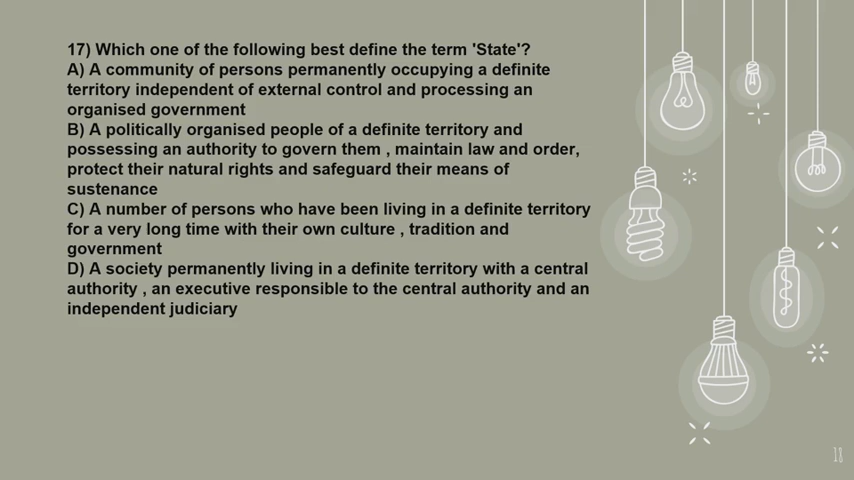 17) Which one of the following best define the term 'State'?
A) A community of persons permanently occupying a definite
territory independent of external control and processing an
organised government
B) A politically organised people of a definite territory and
possessing an authority to govern them , maintain law and order,
protect their natural rights and safeguard their means of
sustenance
C) A number of persons who have been living in a definite territory
for a very long time with their own culture , tradition and
government
D) A society permanently living in a definite territory with a central
authority , an executive responsible to the central authority and an
independent judiciary
18